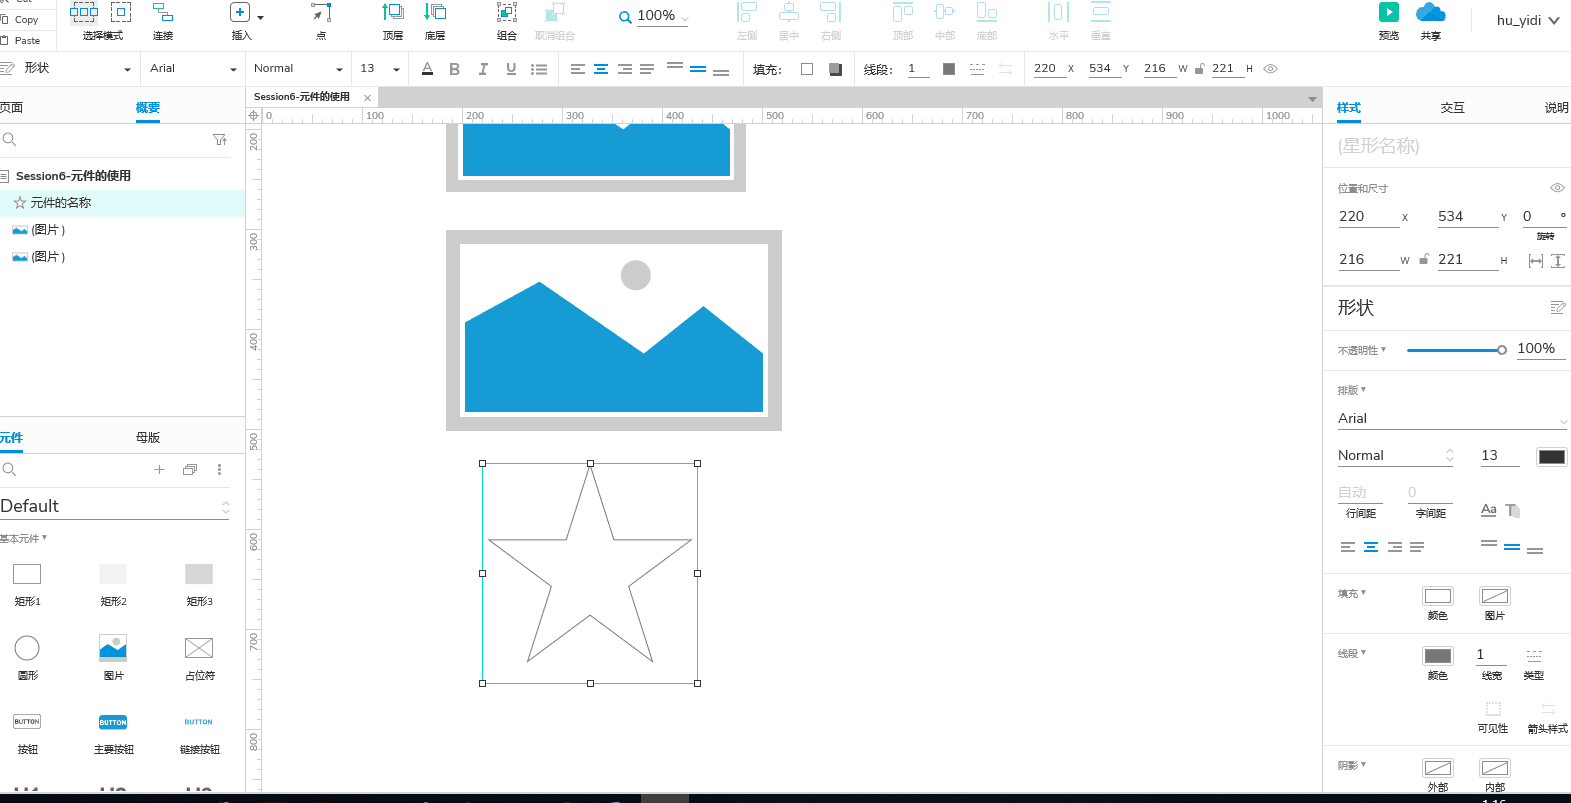 Cut
Copy
Paste
选择模式 连接 插入 点 顶层 底层 组合 取消组合 100% 左侧 居中 右侧 顶部 中部 底部 水平 垂直 预览 共享 hu_yidi
形状 Arial Normal 13 A B I U 填充: 线段: 1 220 X 534 Y 216 W 221 H
页面 概要
Session6-元件的使用
元件的名称
(图片)
(图片)
元件 母版
Default
基本元件
矩形1 矩形2 矩形3
圆形 图片 占位符
BUTTON BUTTON BUTTON
按钮 主要按钮 链接按钮
H1 H2 H3
Session6-元件的使用 ×
0 100 200 300 400 500 600 700 800 900 1000
200
300
400
500
600
700
800
样式 交互 说明
(星形名称)
位置和尺寸
220 X 534 Y 0 °
旋转
216 W 221 H
形状
不透明性 100%
排版
Arial
Normal 13
自动 0
行间距 字间距 Aa T
填充
颜色 图片
线段 1
颜色 线宽 类型
可见性 箭头样式
阴影
外部 内部